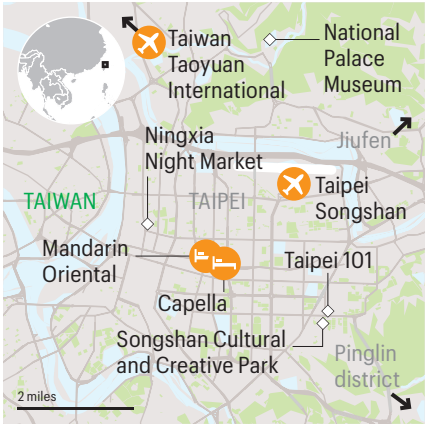 Taiwan
Taoyuan
International
National
Palace
Museum
Ningxia
Night Market
Jiufen
TAIWAN
TAIPEI
Taipei
Songshan
Mandarin
Oriental
Taipei 101
Capella
Songshan Cultural
and Creative Park
Pinglin
district
2 miles